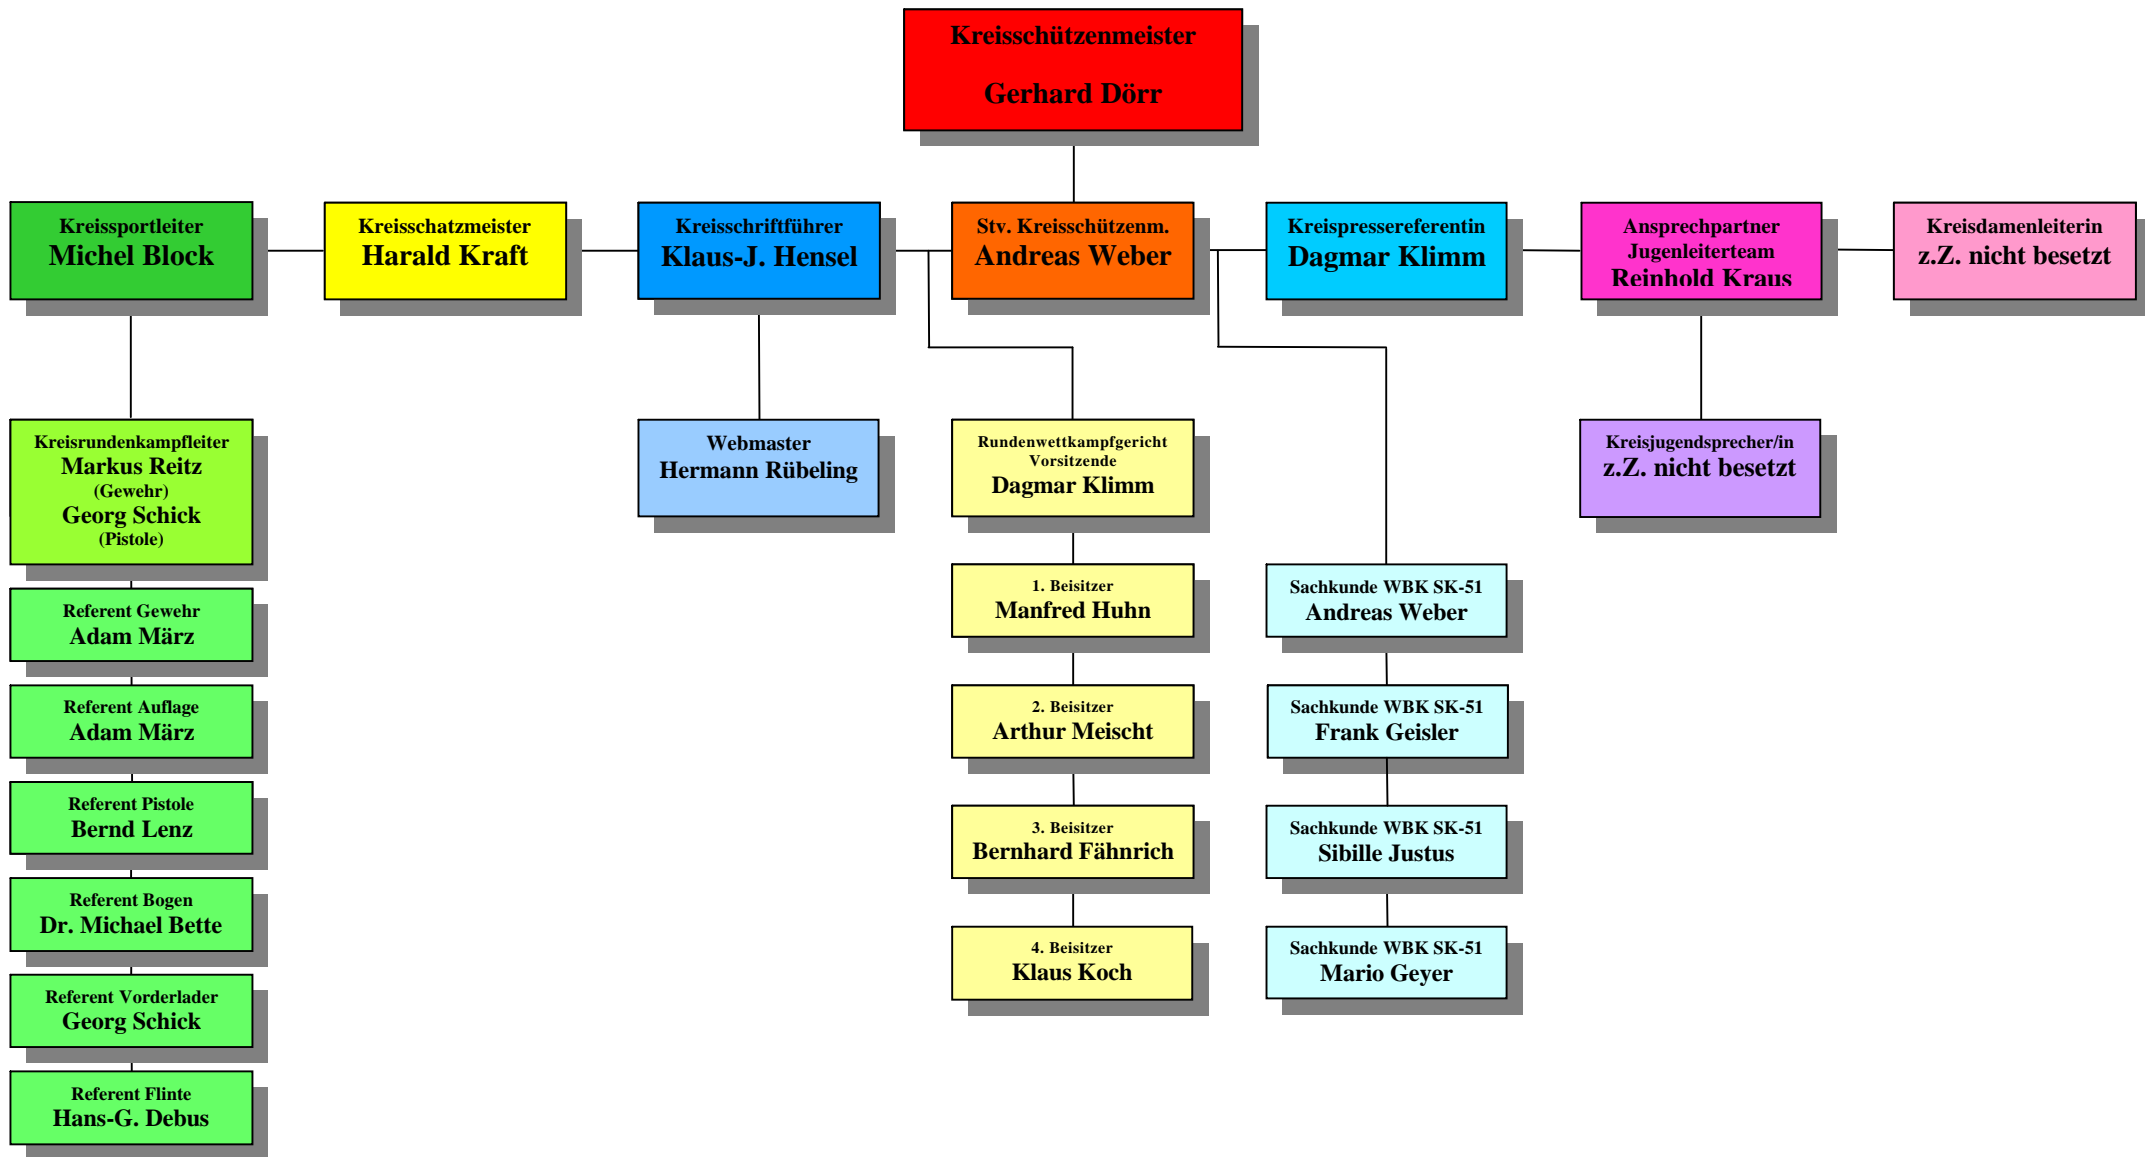 Kreisschützenmeister
Gerhard Dörr
Kreissportleiter
Michel Block
Kreisschatzmeister
Harald Kraft
Kreisschriftführer
Klaus-J. Hensel
Stv. Kreisschützenm.
Andreas Weber
Kreispressereferentin
Dagmar Klimm
Ansprechpartner
Jugenleiterteam
Reinhold Kraus
Kreisdamenleiterin
z.Z. nicht besetzt
Kreisrundenkampfleiter
Markus Reitz
(Gewehr)
Georg Schick
(Pistole)
Referent Gewehr
Adam März
Referent Auflage
Adam März
Referent Pistole
Bernd Lenz
Referent Bogen
Dr. Michael Bette
Referent Vorderlader
Georg Schick
Referent Flinte
Hans-G. Debus
Webmaster
Hermann Rübeling
Rundenwettkampfgericht
Vorsitzende
Dagmar Klimm
1. Beisitzer
Manfred Huhn
2. Beisitzer
Arthur Meischt
3. Beisitzer
Bernhard Fähnrich
4. Beisitzer
Klaus Koch
Sachkunde WBK SK-51
Andreas Weber
Sachkunde WBK SK-51
Frank Geisler
Sachkunde WBK SK-51
Sibille Justus
Sachkunde WBK SK-51
Mario Geyer
Kreisjugendsprecher/in
z.Z. nicht besetzt